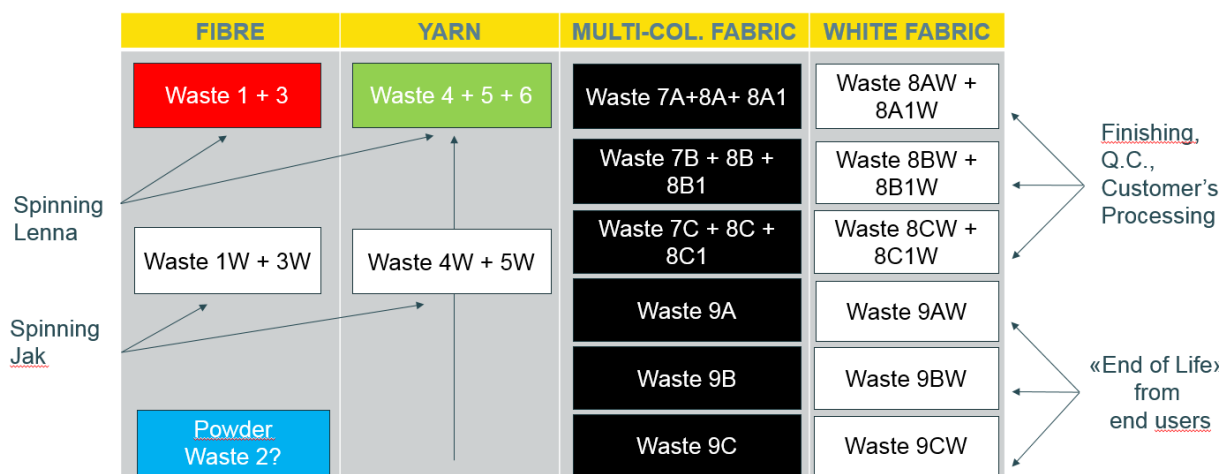 FIBRE
YARN
MULTI-COL. FABRIC
WHITE FABRIC
Waste 1 + 3
Waste 4 + 5 + 6
Waste 7A+8A+ 8A1
Waste 8AW +
8A1W
Waste 7B + 8B +
8B1
Waste 8BW +
8B1W
Waste 7C + 8C +
8C1
Waste 8CW +
8C1W
Waste 1W + 3W
Waste 4W + 5W
Waste 9A
Waste 9AW
Waste 9B
Waste 9BW
Powder
Waste 2?
Waste 9C
Waste 9CW
Spinning
Lenna
Spinning
Jak
Finishing,
Q.C.,
Customer's
Processing
«End of Life»
from
end users